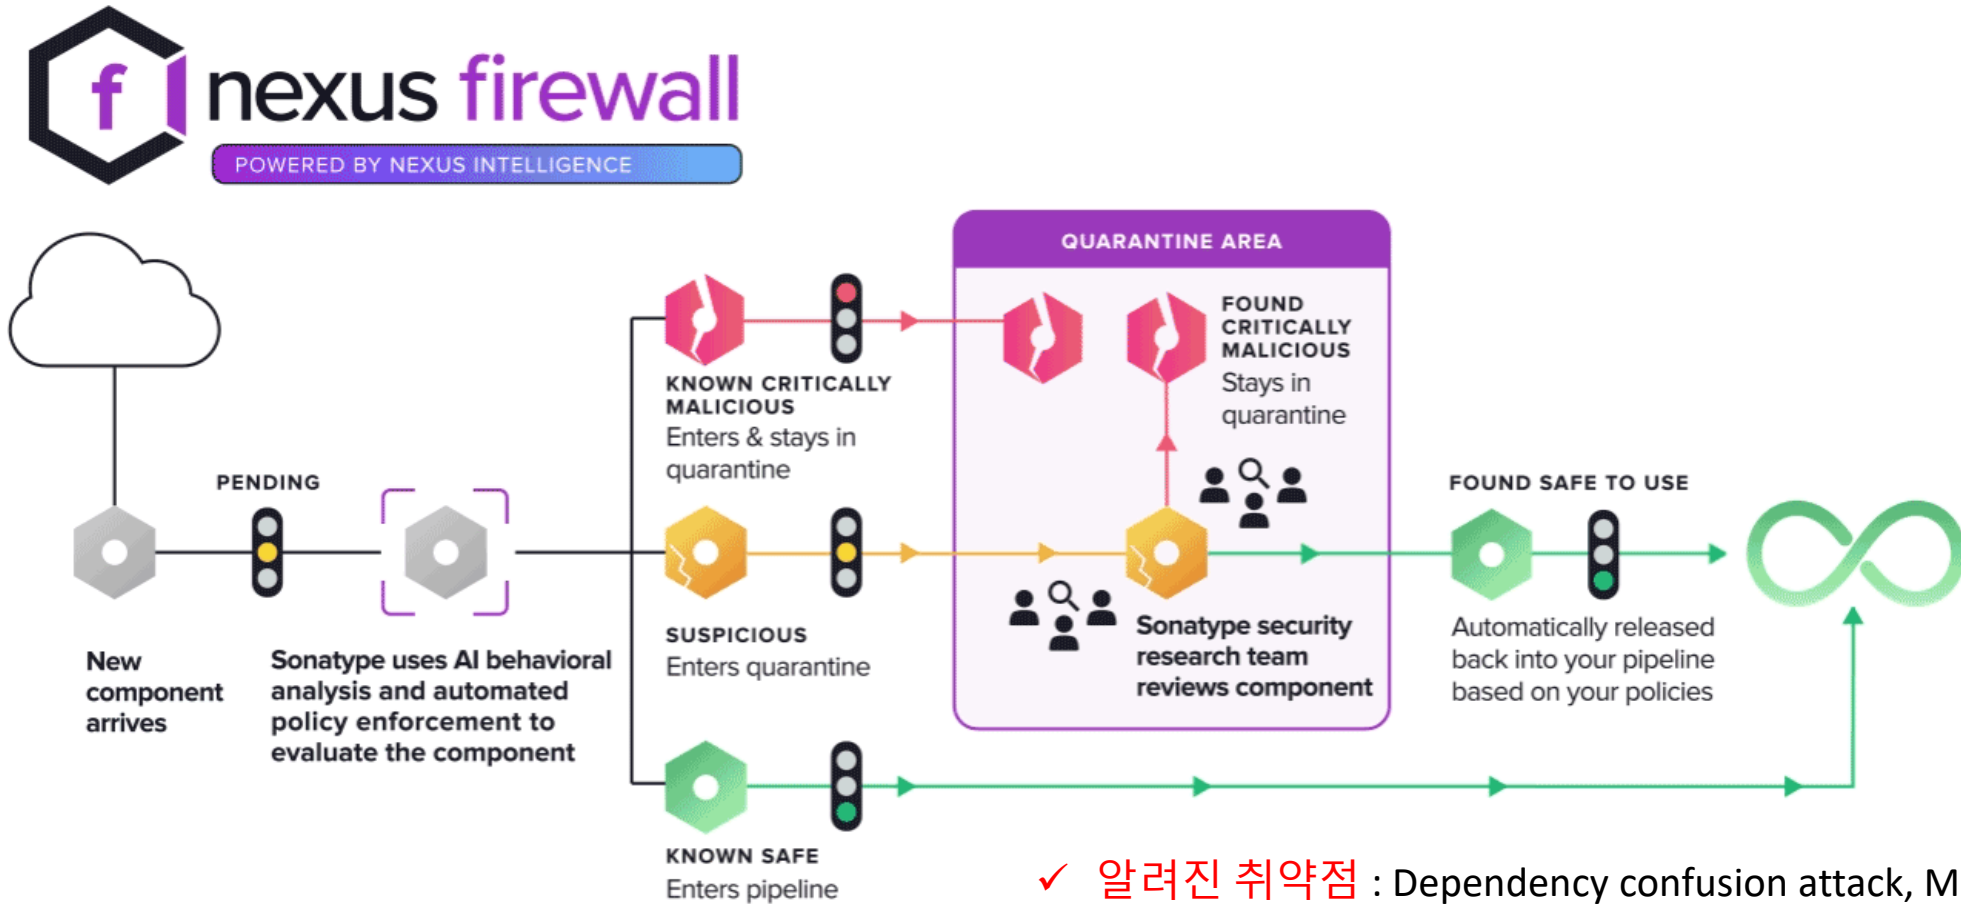 f nexus firewall
POWERED BY NEXUS INTELLIGENCE
QUARANTINE AREA
KNOWN CRITICALLY
MALICIOUS
Enters & stays in
quarantine
FOUND
CRITICALLY
MALICIOUS
Stays in
quarantine
PENDING
New
component
arrives
Sonatype uses AI behavioral
analysis and automated
policy enforcement to
evaluate the component
SUSPICIOUS
Enters quarantine
Sonatype security
research team
reviews component
FOUND SAFE TO USE
Automatically released
back into your pipeline
based on your policies
KNOWN SAFE
Enters pipeline
✓ 알려진 취약점 : Dependency confusion attack, M